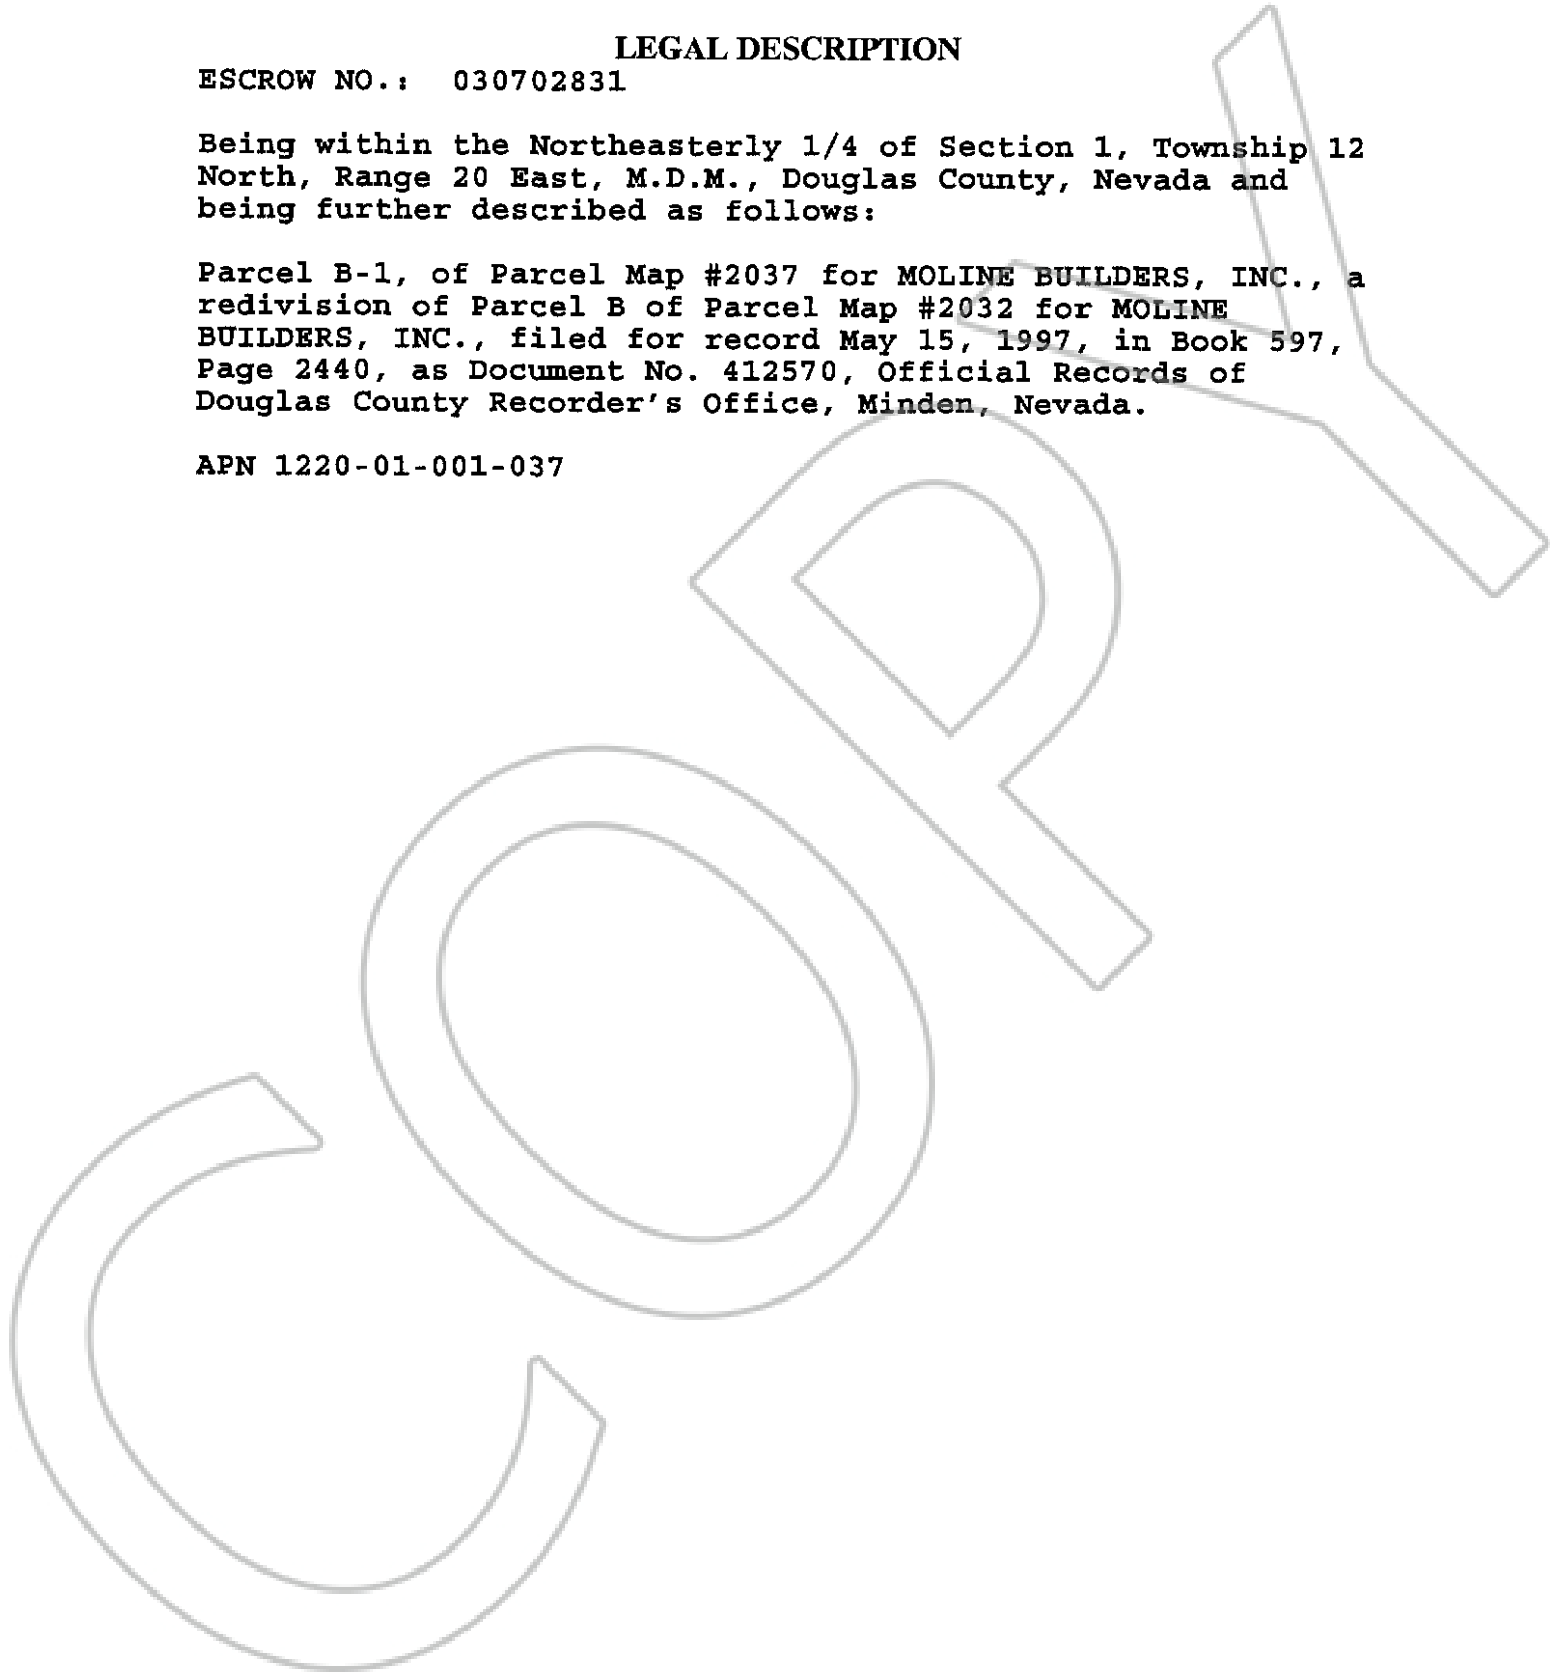 LEGAL DESCRIPTION
ESCROW NO.: 030702831
Being within the Northeasterly 1/4 of Section 1, Township 12
North, Range 20 East, M.D.M., Douglas County, Nevada and
being further described as follows:
Parcel B-1, of Parcel Map #2037 for MOLINE BUILDERS, INC., a
redivision of Parcel B of Parcel Map #2032 for MOLINE
BUILDERS, INC., filed for record May 15, 1997, in Book 597,
Page 2440, as Document No. 412570, Official Records of
Douglas County Recorder's Office, Minden, Nevada.
APN 1220-01-001-037
COPY